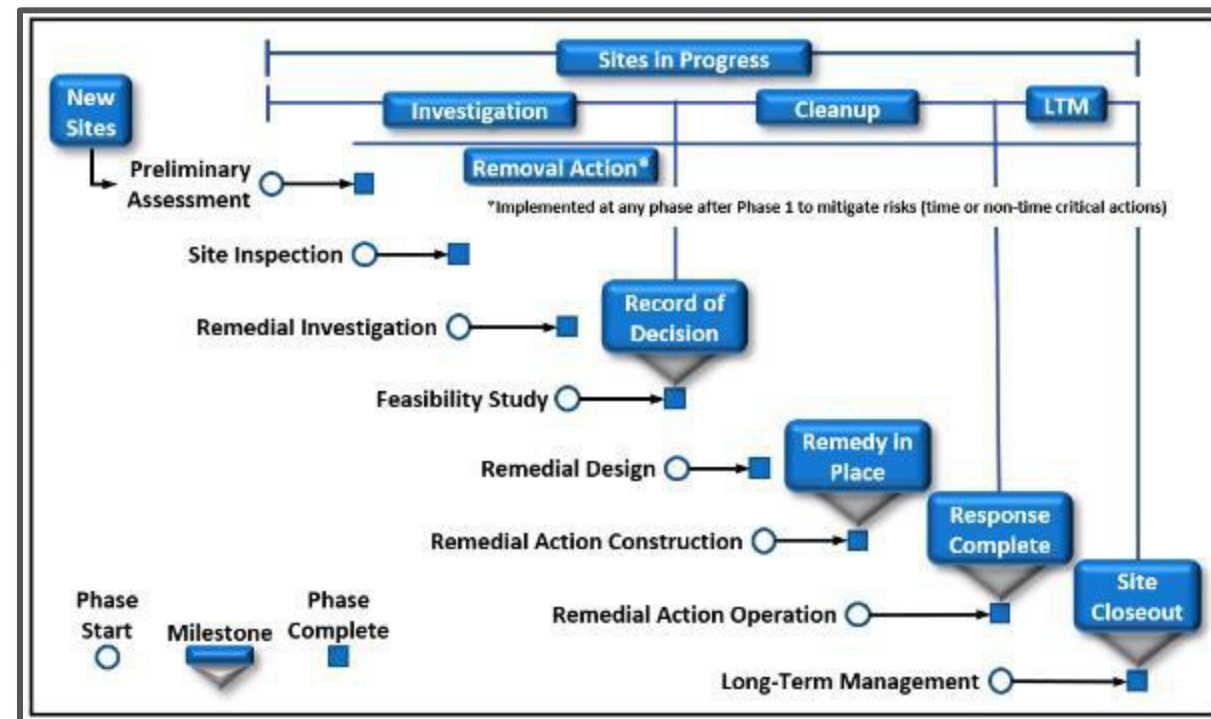 Sites in Progress
New
Sites
Investigation
Cleanup
LTM
Removal Action*
*Implemented at any phase after Phase 1 to mitigate risks (time or non-time critical actions)
Preliminary
Assessment
Site Inspection
Remedial Investigation
Record of
Decision
Feasibility Study
Remedial Design
Remedy in
Place
Remedial Action Construction
Response
Complete
Remedial Action Operation
Site
Closeout
Long-Term Management
Phase
Start
Milestone
Phase
Complete